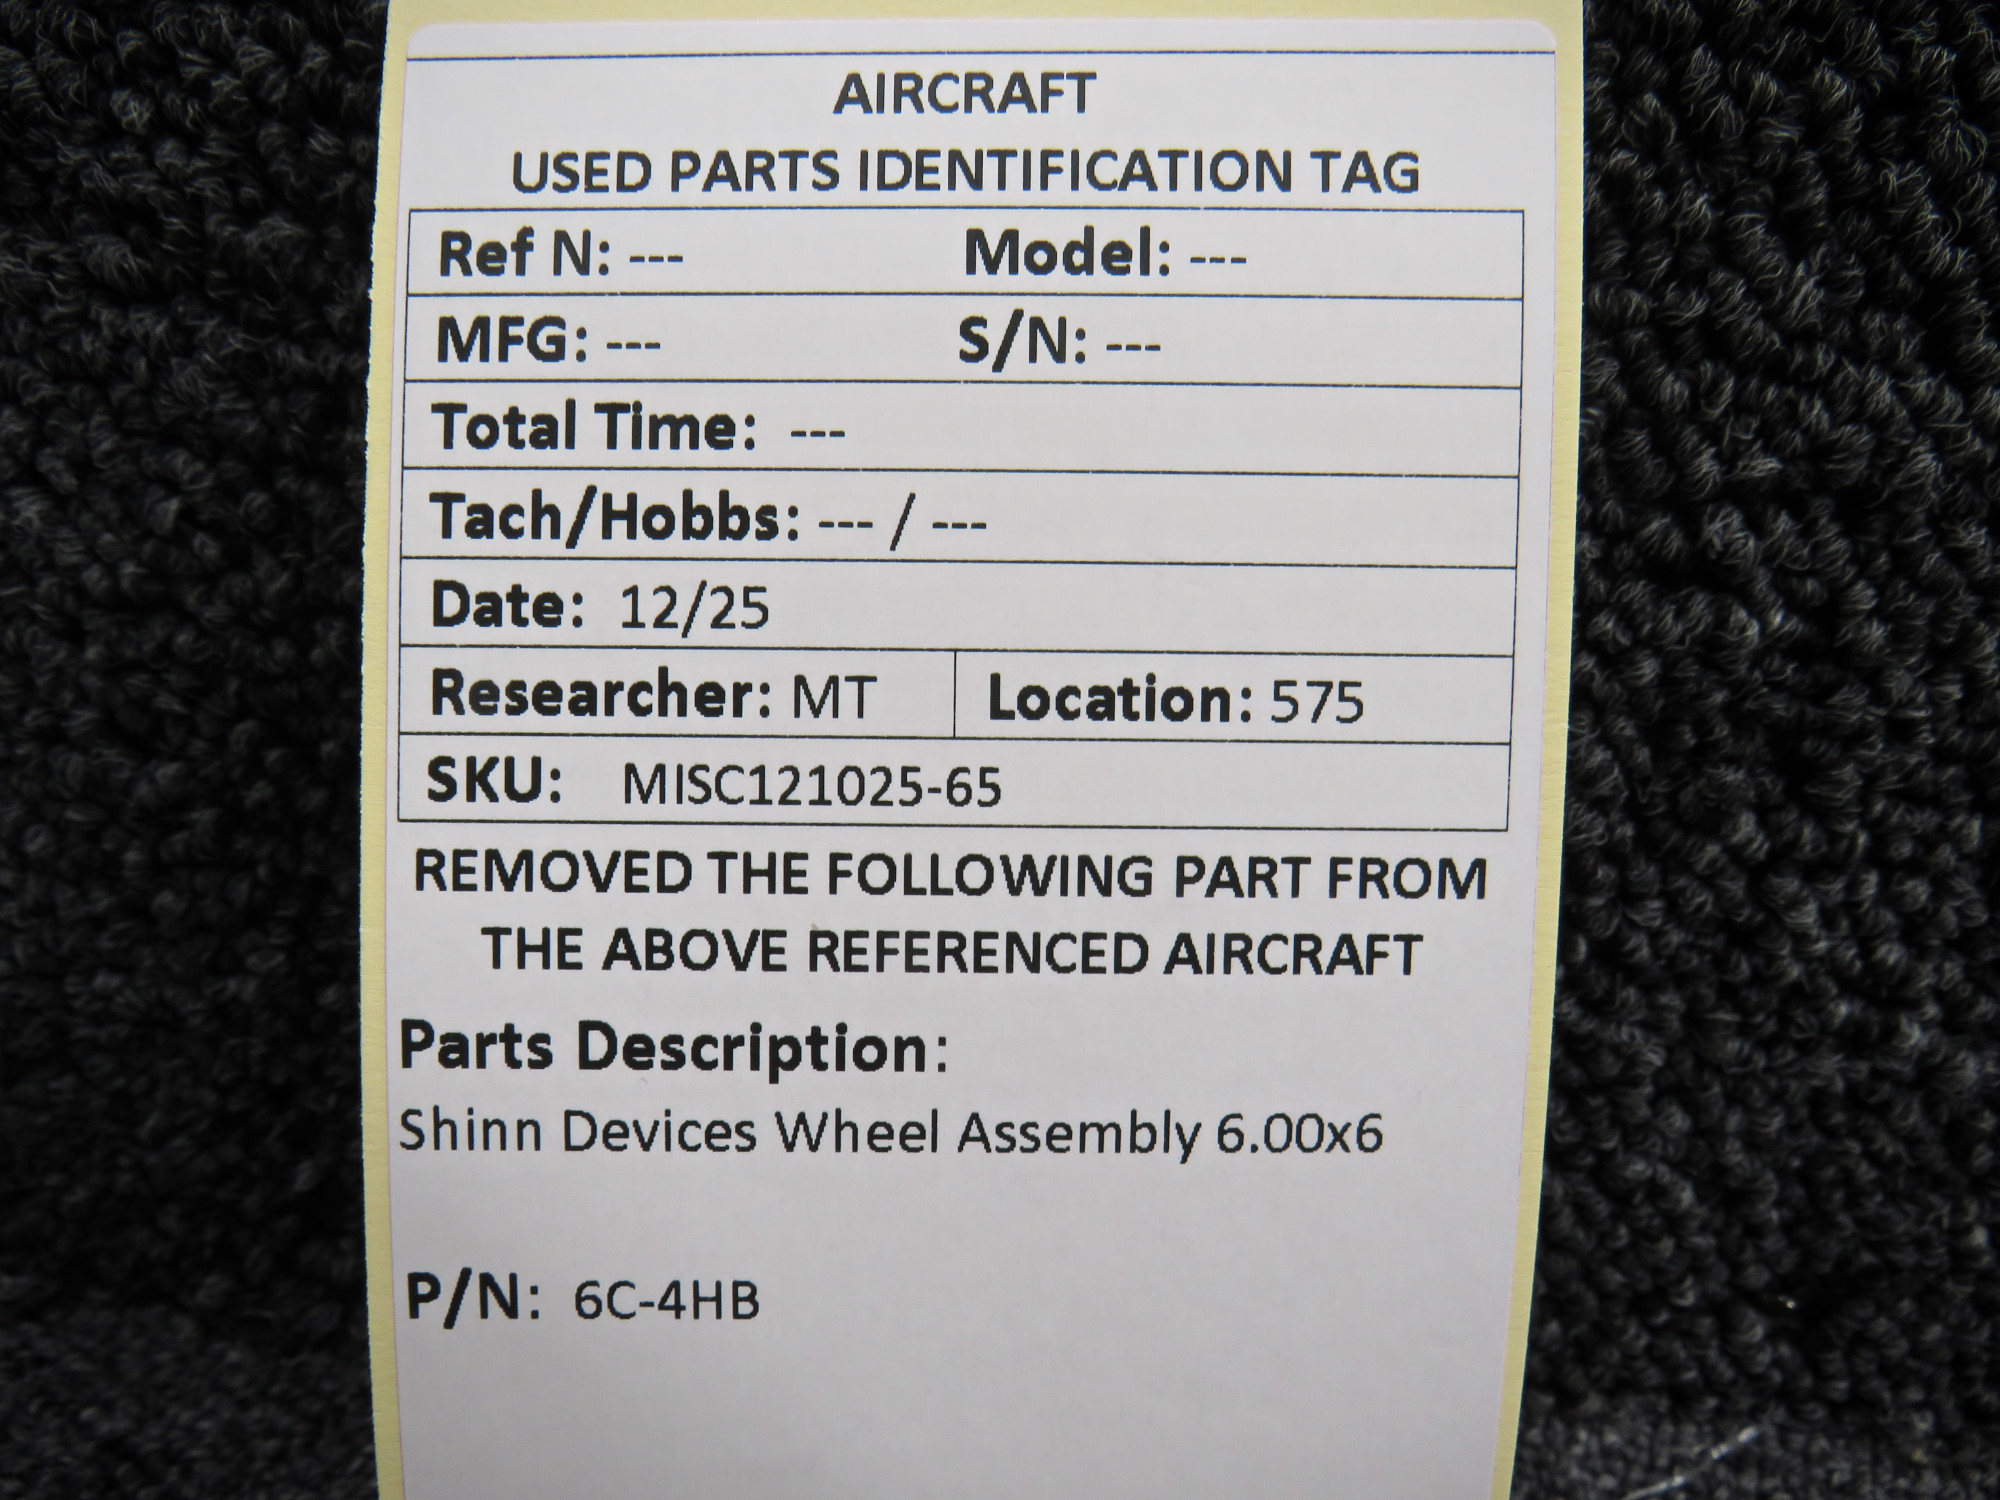 AIRCRAFT
USED PARTS IDENTIFICATION TAG
Ref N: --- Model: ---
MFG: --- S/N: ---
Total Time: ---
Tach/Hobbs: --- / ---
Date: 12/25
Researcher: MT Location: 575
SKU: MISC121025-65
REMOVED THE FOLLOWING PART FROM
THE ABOVE REFERENCED AIRCRAFT
Parts Description:
Shinn Devices Wheel Assembly 6.00x6
P/N: 6C-4HB